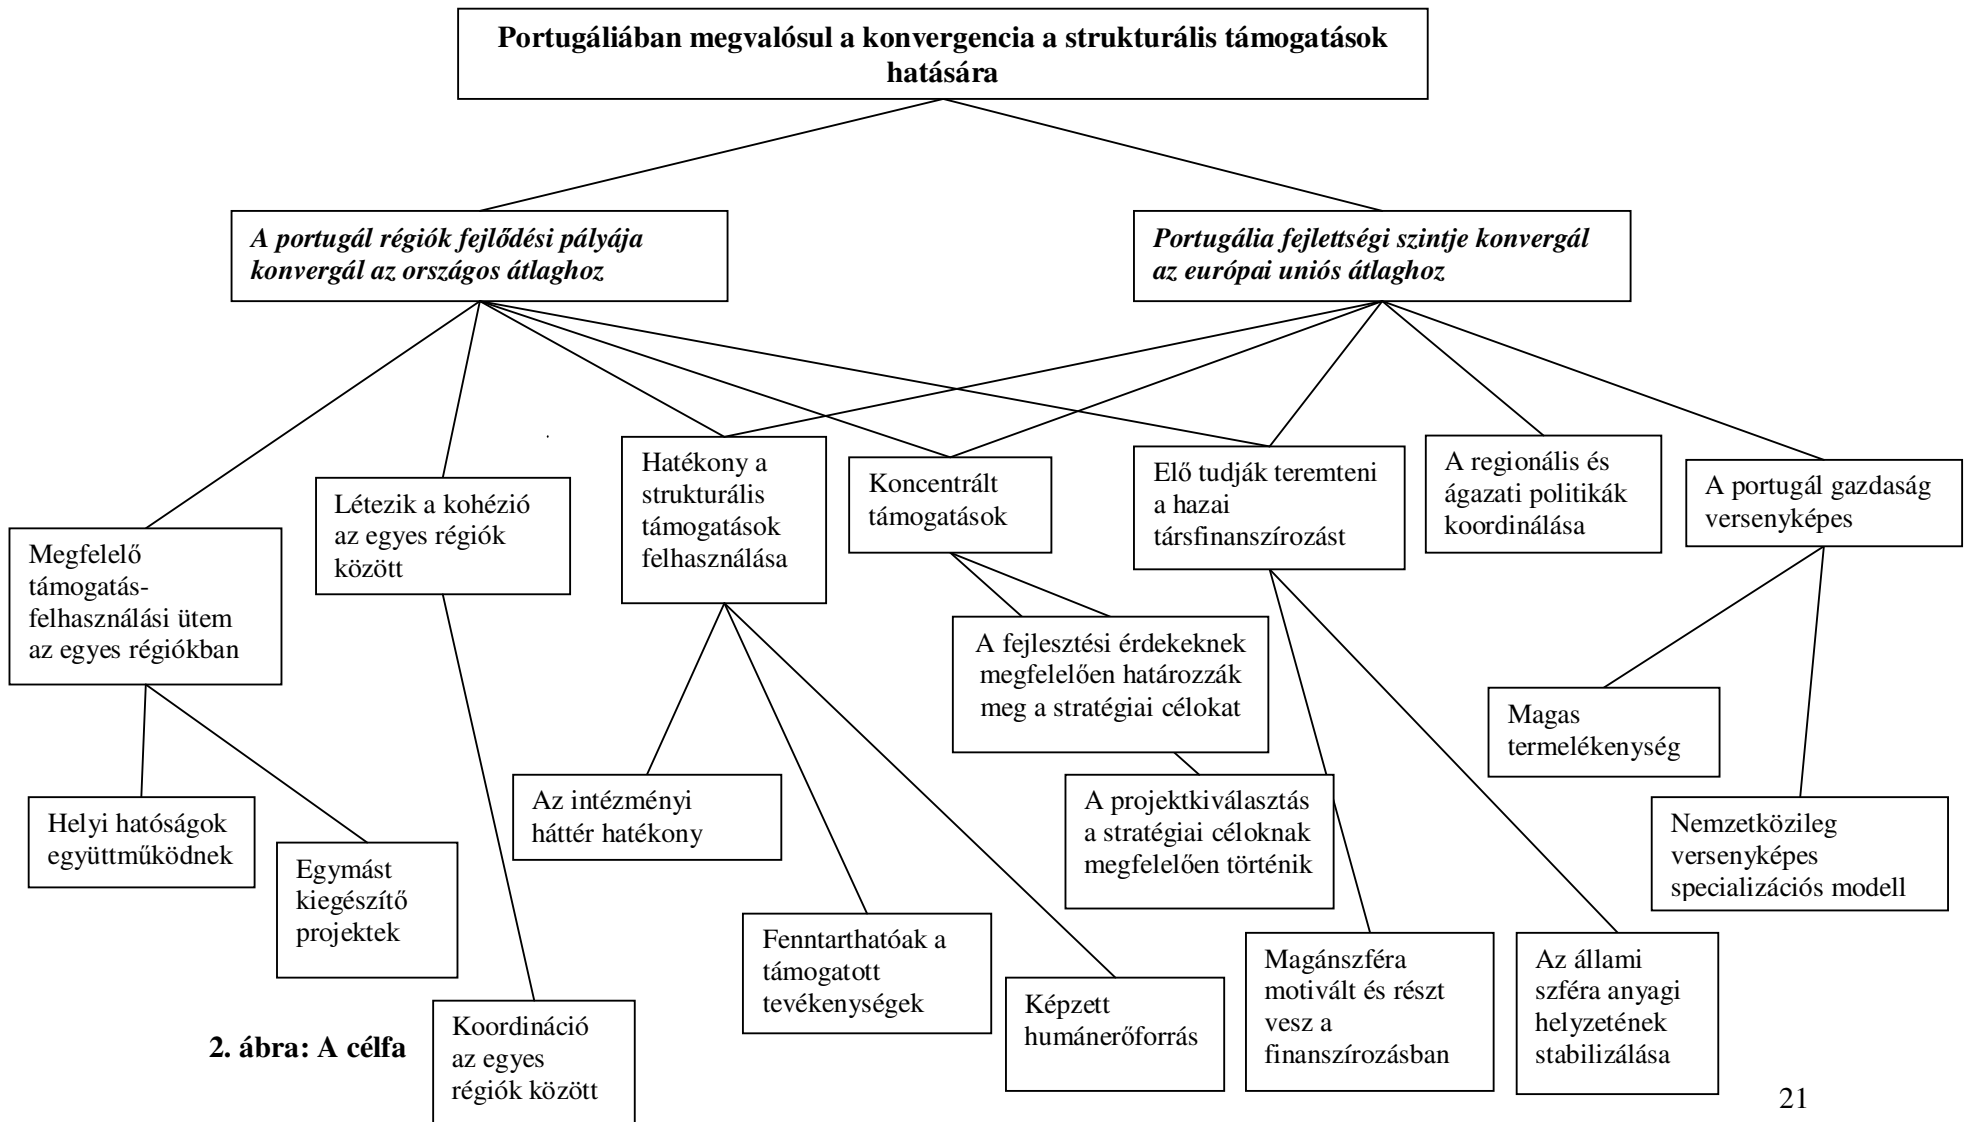 Portugáliában megvalósul a konvergencia a strukturális támogatások
hatására
A portugál régiók fejlődési pályája
konvergál az országos átlaghoz
Portugália fejlettségi szintje konvergál
az európai uniós átlaghoz
Megfelelő
támogatás-
felhasználási ütem
az egyes régiókban
Létezik a kohézió
az egyes régiók
között
Hatékony a
strukturális
támogatások
felhasználása
Koncentrált
támogatások
Elő tudják teremteni
a hazai
társfinanszírozást
A regionális és
ágazati politikák
koordinálása
A portugál gazdaság
versenyképes
A fejlesztési érdekeknek
megfelelően határozzák
meg a stratégiai célokat
Magas
termelékenység
Helyi hatóságok
együttműködnek
Egymást
kiegészítő
projektek
Az intézményi
háttér hatékony
A projektkiválasztás
a stratégiai céloknak
megfelelően történik
Nemzetközileg
versenyképes
specializációs modell
Fenntarthatóak a
támogatott
tevékenységek
Képzett
humánerőforrás
Magánszféra
motivált és részt
vesz a
finanszírozásban
Az állami
szféra anyagi
helyzetének
stabilizálása
Koordináció
az egyes
régiók között
2. ábra: A célfa
21